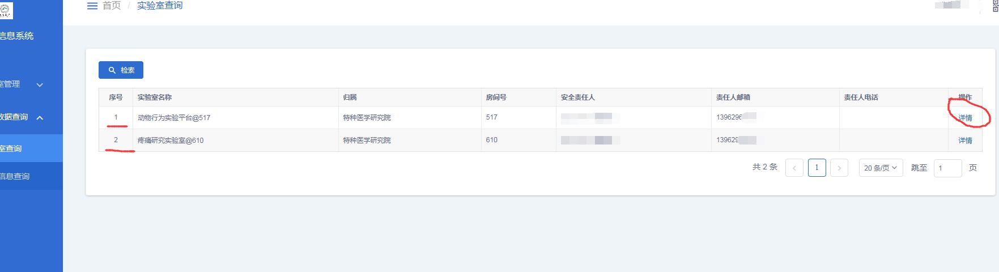 首页 / 实验室查询
信息系统
室管理
数据查询
室查询
信息查询
检索
序号 实验室名称 归属 房间号 安全责任人 责任人邮箱 责任人电话 操作
1 动物行为实验平台@517 特种医学研究院 517 1396296 详情
2 疼痛研究实验室@610 特种医学研究院 610 139629 详情
共 2 条 < 1 > 20 条/页 跳至 1 页